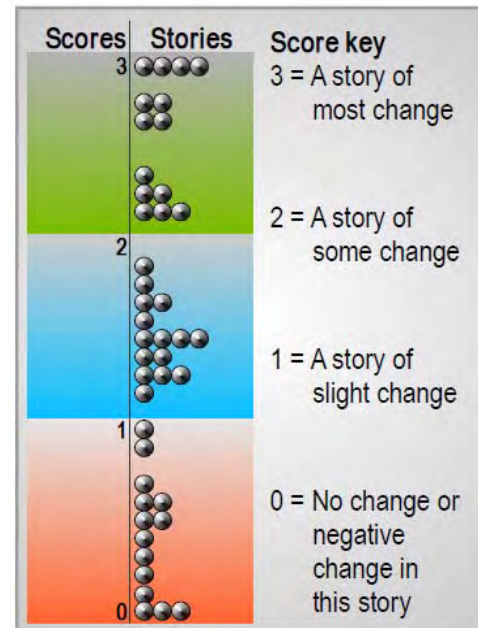 Scores Stories
3
2
1
0
Score key
3 = A story of
most change
2 = A story of
some change
1 = A story of
slight change
0 = No change or
negative
change in
this story